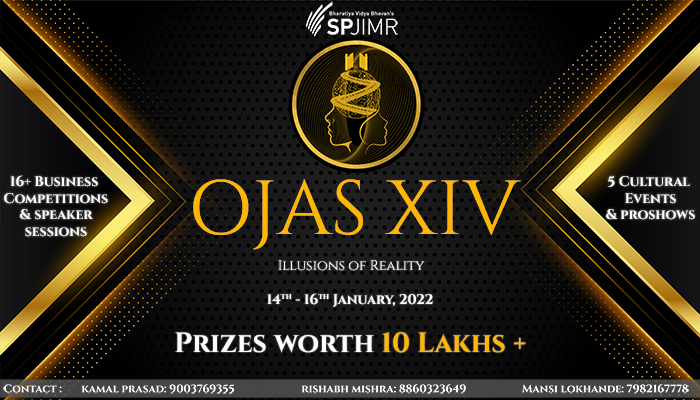 Bharatiya Vidya Bhavan's
SPJIMR
16+ Business
Competitions
& speaker
sessions
OJAS XIV
5 Cultural
Events
& proshows
Illusions of Reality
14th - 16th January, 2022
Prizes worth 10 Lakhs +
Contact : Kamal Prasad: 9003769355 Rishabh Mishra: 8860323649 Mansi Lokhande: 7982167778